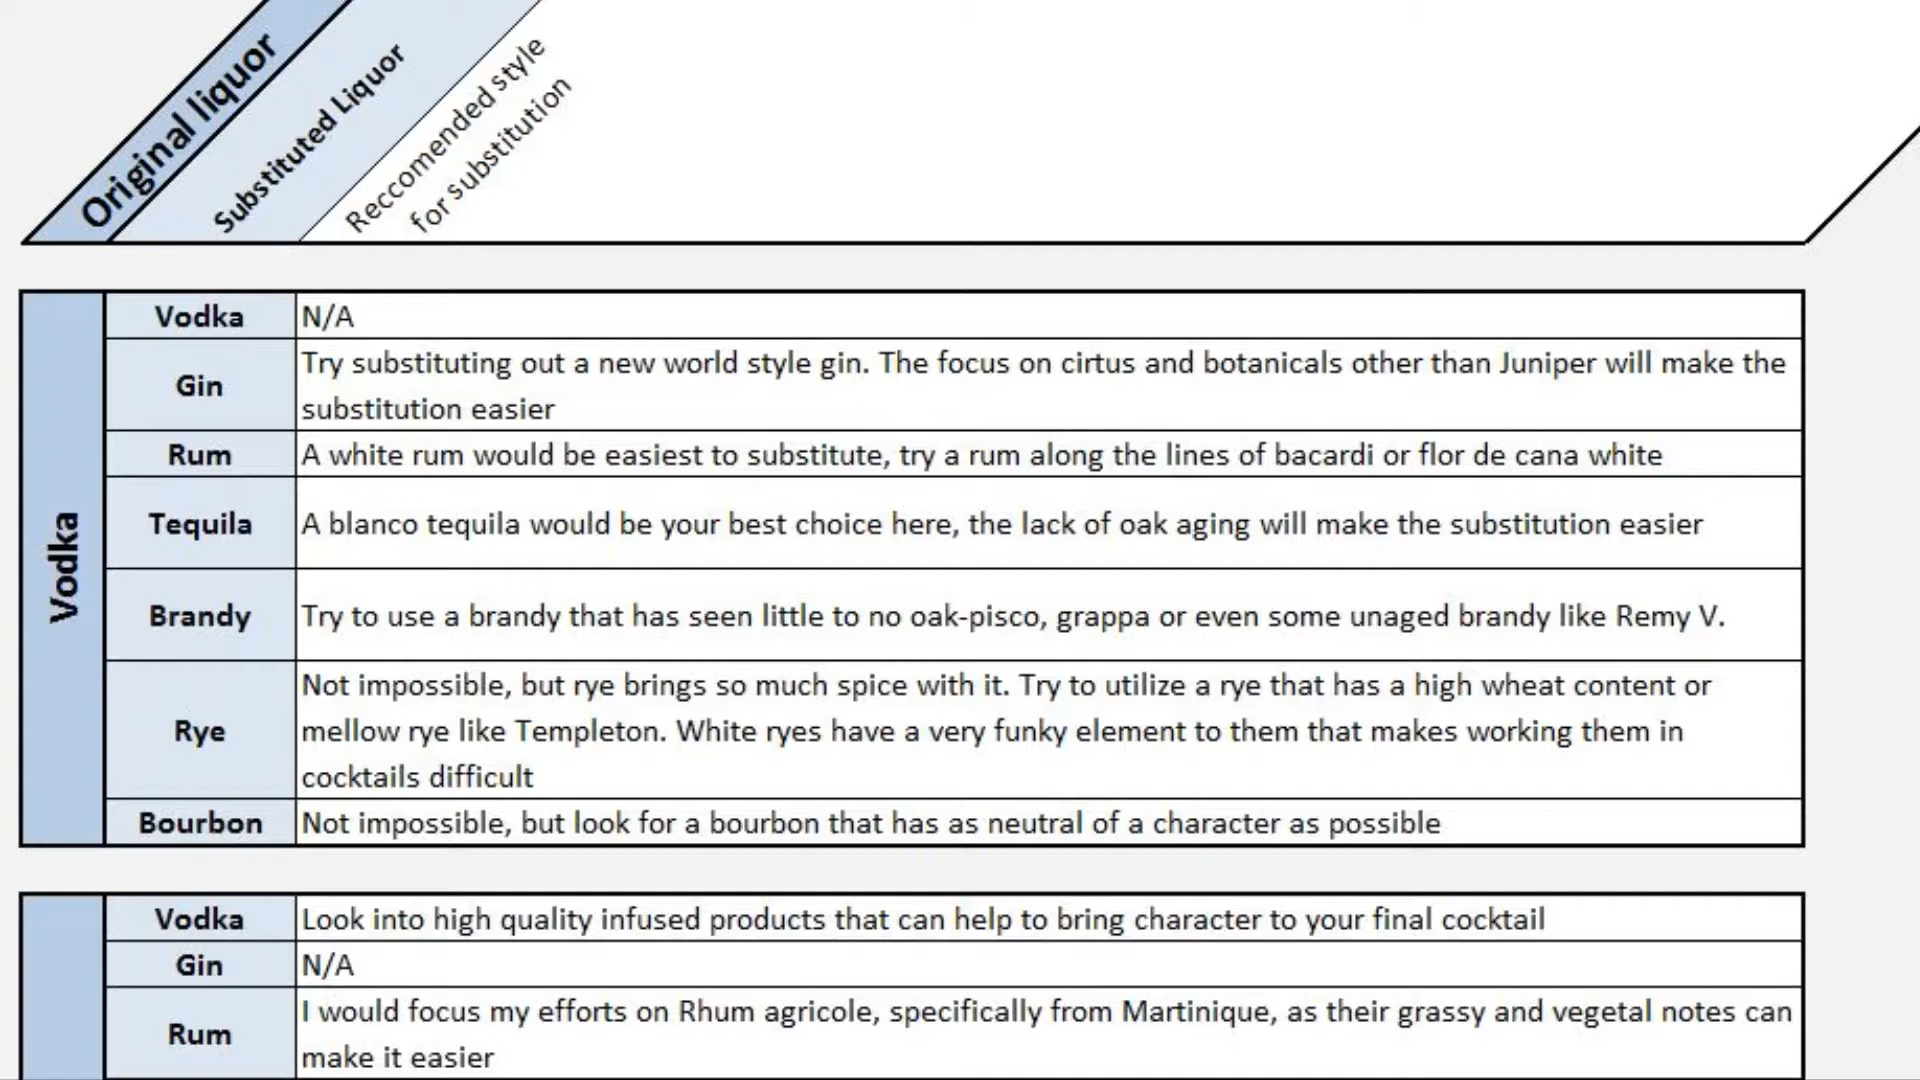 Original liquor
Substituted Liquor
Reccomended style
for substitution
Vodka
Vodka
N/A
Gin
Try substituting out a new world style gin. The focus on cirtus and botanicals other than Juniper will make the
substitution easier
Rum
A white rum would be easiest to substitute, try a rum along the lines of bacardi or flor de cana white
Tequila
A blanco tequila would be your best choice here, the lack of oak aging will make the substitution easier
Brandy
Try to use a brandy that has seen little to no oak-pisco, grappa or even some unaged brandy like Remy V.
Rye
Not impossible, but rye brings so much spice with it. Try to utilize a rye that has a high wheat content or
mellow rye like Templeton. White ryes have a very funky element to them that makes working them in
cocktails difficult
Bourbon
Not impossible, but look for a bourbon that has as neutral of a character as possible
Vodka
Look into high quality infused products that can help to bring character to your final cocktail
Gin
N/A
Rum
I would focus my efforts on Rhum agricole, specifically from Martinique, as their grassy and vegetal notes can
make it easier